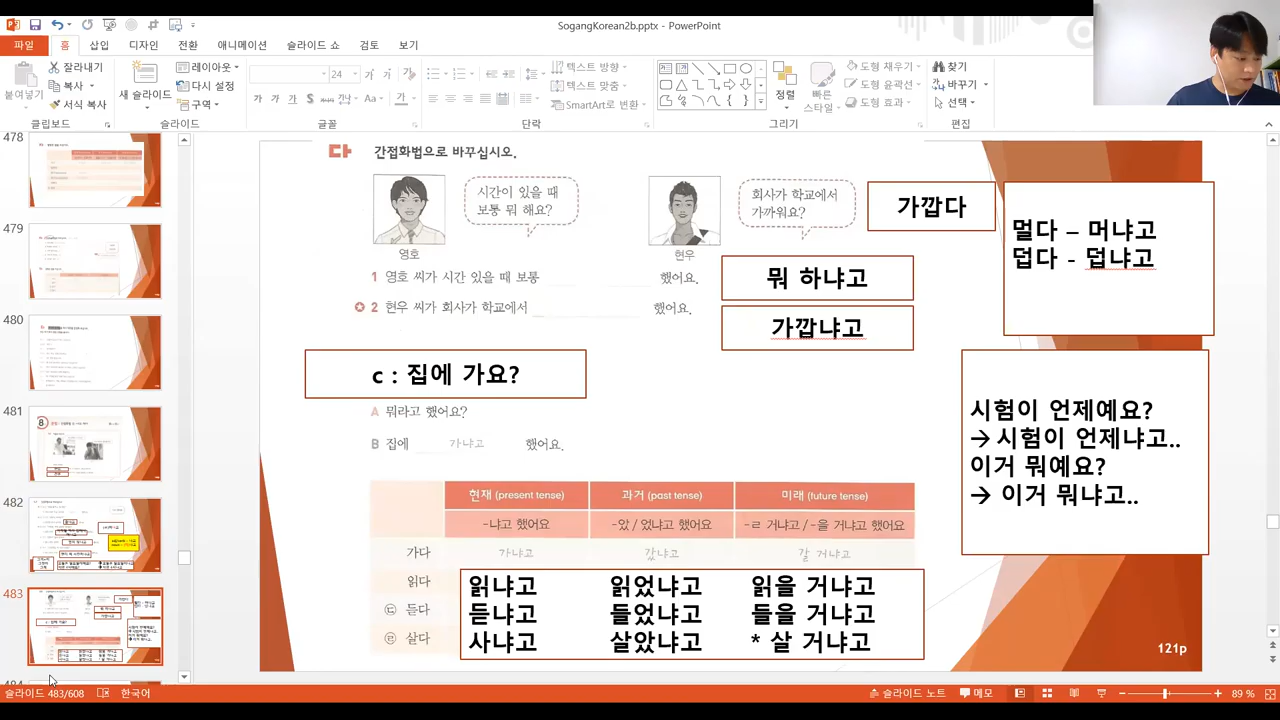 SogangKorean2b.pptx - PowerPoint
파일 홈 삽입 디자인 전환 애니메이션 슬라이드 쇼 검토 보기
붙여넣기
잘라내기
복사
서식 복사
클립보드
새 슬라이드
레이아웃
다시 설정
구역
슬라이드
24
글꼴
텍스트 방향
텍스트 맞춤
SmartArt로 변환
단락
정렬
빠른 스타일
도형 채우기
도형 윤곽선
도형 효과
그리기
찾기
바꾸기
선택
편집
478
479
480
481
482
483
다 간접화법으로 바꾸십시오.
시간이 있을 때
보통 뭐 해요?
영호
회사가 학교에서
가까워요?
현우
가깝다
멀다 – 머냐고
덥다 - 덥냐고
1 영호 씨가 시간 있을 때 보통 했어요.
뭐 하냐고
2 현우 씨가 회사가 학교에서 했어요.
가깝냐고
c : 집에 가요?
A 뭐라고 했어요?
B 집에 가냐고 했어요.
시험이 언제예요?
→ 시험이 언제냐고..
이거 뭐예요?
→ 이거 뭐냐고..
현재 (present tense) 과거 (past tense) 미래 (future tense)
-냐고 했어요 -았 / 었냐고 했어요 -거냐고 / -을 거냐고 했어요
가다 가냐고 갔냐고 갈 거냐고
읽다 읽냐고 읽었냐고 읽을 거냐고
ㄷ 듣다 듣냐고 들었냐고 들을 거냐고
ㄹ 살다 사냐고 살았냐고 * 살 거냐고
121p
슬라이드 483/608 한국어 슬라이드 노트 메모 89 %